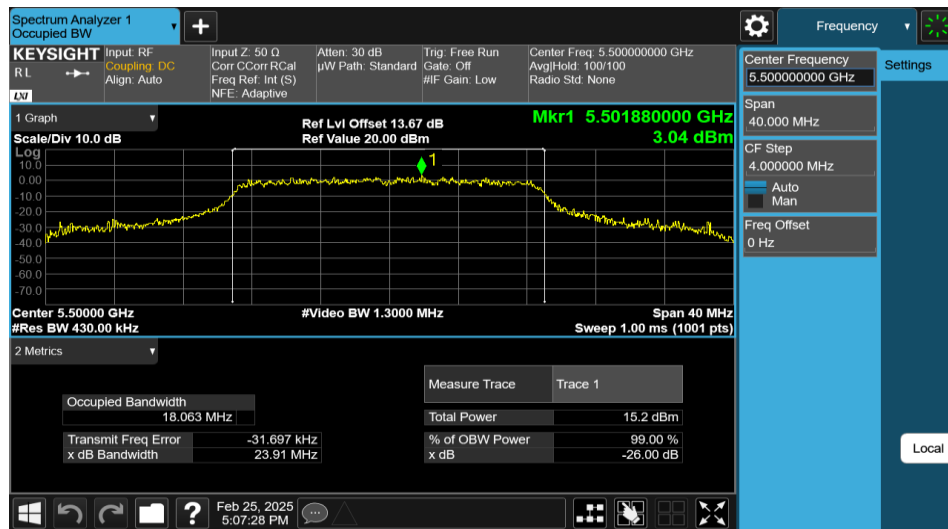 Spectrum Analyzer 1
Occupied BW
+
Frequency
KEYSIGHT
RL
LXI
Input: RF
Coupling: DC
Align: Auto
Input Z: 50 Ω
Corr CCorr RCal
Freq Ref: Int (S)
NFE: Adaptive
Atten: 30 dB
µW Path: Standard
Trig: Free Run
Gate: Off
#IF Gain: Low
Center Freq: 5.500000000 GHz
Avg|Hold: 100/100
Radio Std: None
Center Frequency
5.500000000 GHz
Settings
Span
40.000 MHz
CF Step
4.000000 MHz
Auto
Man
Freq Offset
0 Hz
1 Graph
Scale/Div 10.0 dB
Ref Lvl Offset 13.67 dB
Ref Value 20.00 dBm
Mkr1 5.501880000 GHz
3.04 dBm
Log
10.0
0.00
-10.0
-20.0
-30.0
-40.0
-50.0
-60.0
-70.0
1
Center 5.50000 GHz
#Video BW 1.3000 MHz
Span 40 MHz
#Res BW 430.00 kHz
Sweep 1.00 ms (1001 pts)
2 Metrics
Measure Trace
Trace 1
Occupied Bandwidth
18.063 MHz
Total Power
15.2 dBm
Transmit Freq Error
-31.697 kHz
% of OBW Power
99.00 %
x dB Bandwidth
23.91 MHz
x dB
-26.00 dB
Local
?
Feb 25, 2025
5:07:28 PM